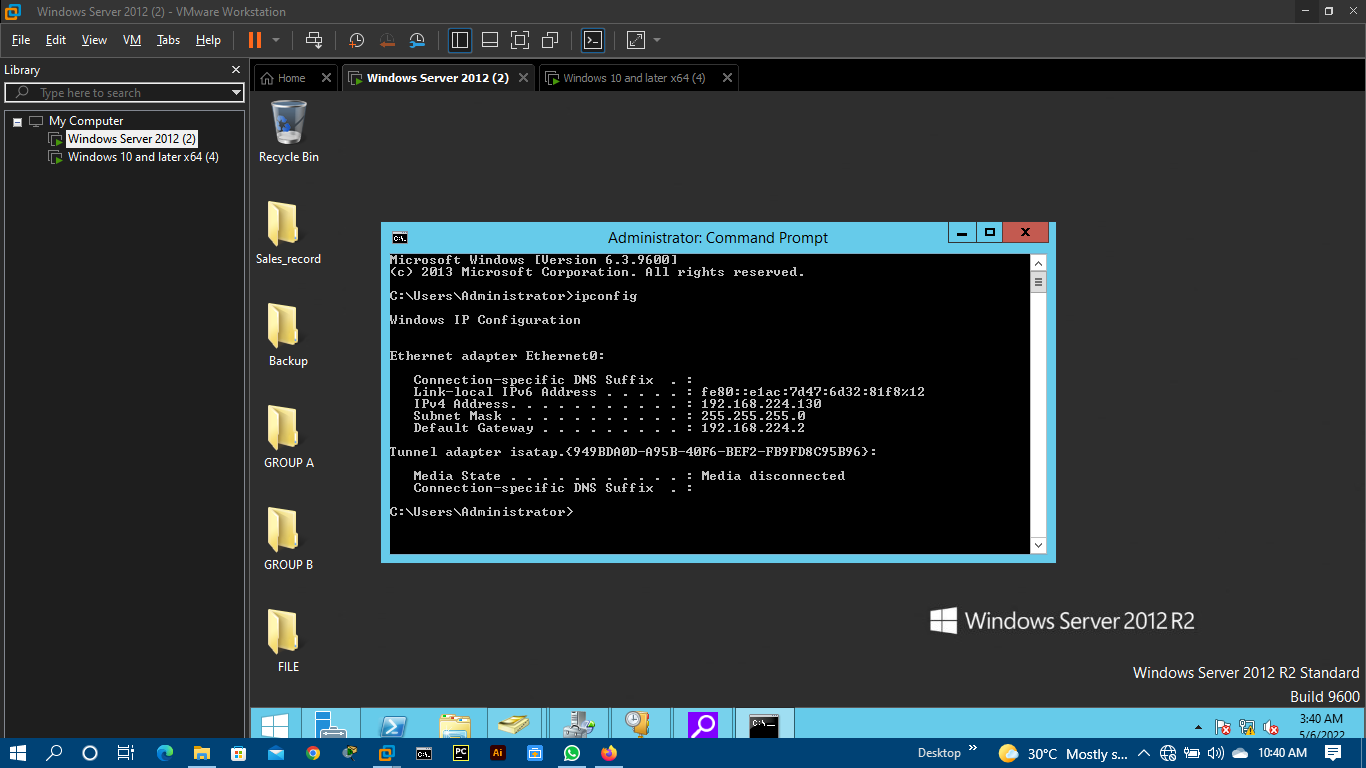 Windows Server 2012 (2) - VMware Workstation
File Edit View VM Tabs Help
Library
Type here to search
My Computer
Windows Server 2012 (2)
Windows 10 and later x64 (4)
Home
Windows Server 2012 (2)
Windows 10 and later x64 (4)
Recycle Bin
Sales_record
Backup
GROUP A
GROUP B
FILE
Administrator: Command Prompt
Microsoft Windows [Version 6.3.9600]
(c) 2013 Microsoft Corporation. All rights reserved.
C:\Users\Administrator>ipconfig
Windows IP Configuration
Ethernet adapter Ethernet0:
Connection-specific DNS Suffix . :
Link-local IPv6 Address . . . . . : fe80::e1ac:7d47:6d32:81f8%12
IPv4 Address. . . . . . . . . . . : 192.168.224.130
Subnet Mask . . . . . . . . . . . : 255.255.255.0
Default Gateway . . . . . . . . . : 192.168.224.2
Tunnel adapter isatap.{949BDA0D-A95B-40F6-BEF2-FB9FD8C95B96}:
Media State . . . . . . . . . . . : Media disconnected
Connection-specific DNS Suffix . :
C:\Users\Administrator>
Windows Server 2012 R2
Windows Server 2012 R2 Standard
Build 9600
3:40 AM
5/6/2022
PC
Ai
Desktop
30°C Mostly s...
10:40 AM